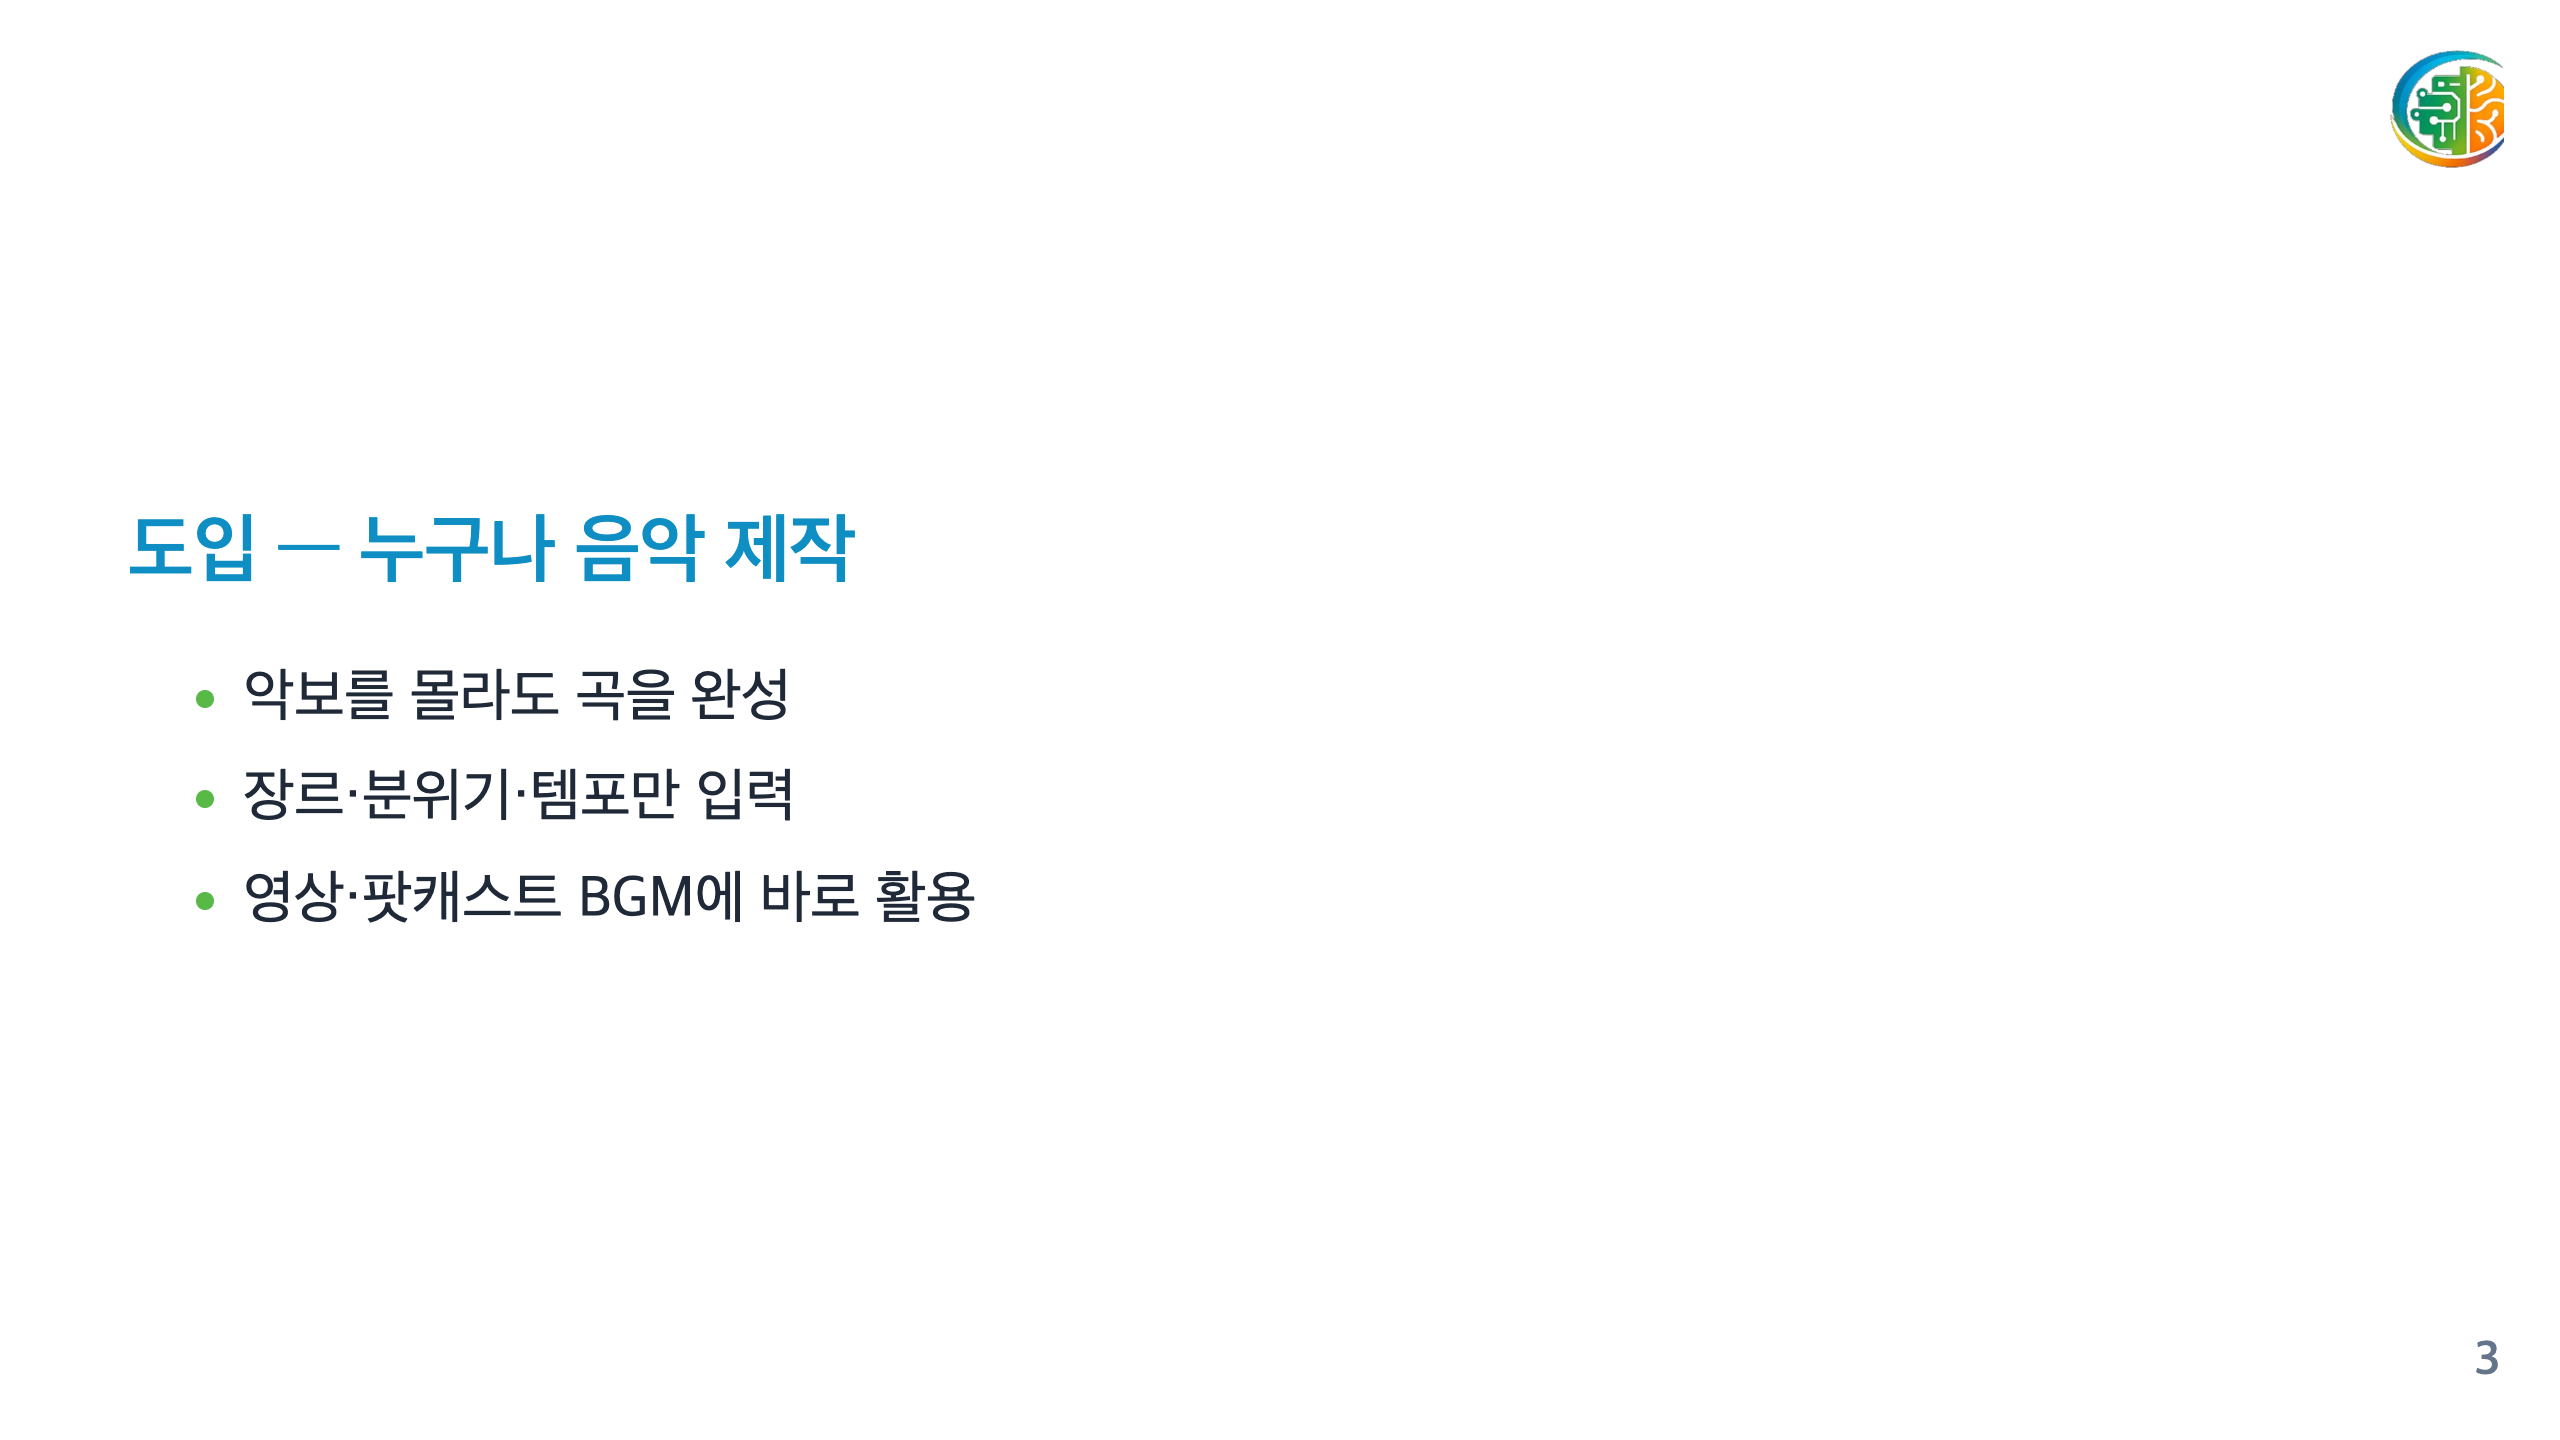 도입 — 누구나 음악 제작
• 악보를 몰라도 곡을 완성
• 장르·분위기·템포만 입력
• 영상·팟캐스트 BGM에 바로 활용
3